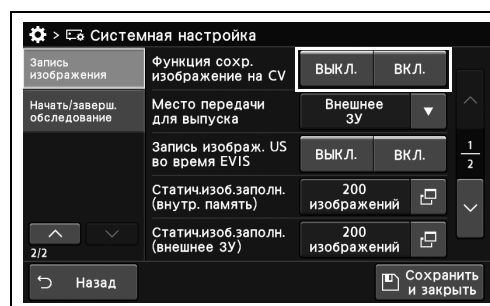 > Системная настройка
Запись
изображения
Начать/заверш.
обследование
2/2
Функция сохр.
изображение на CV
ВЫКЛ. ВКЛ.
Место передачи
для выпуска
Внешнее
ЗУ
Запись изображ. US
во время EVIS
ВЫКЛ. ВКЛ.
Статич.изоб.заполн.
(внутр. память)
200
изображений
Статич.изоб.заполн.
(внешнее ЗУ)
200
изображений
1
2
Назад
Сохранить
и закрыть